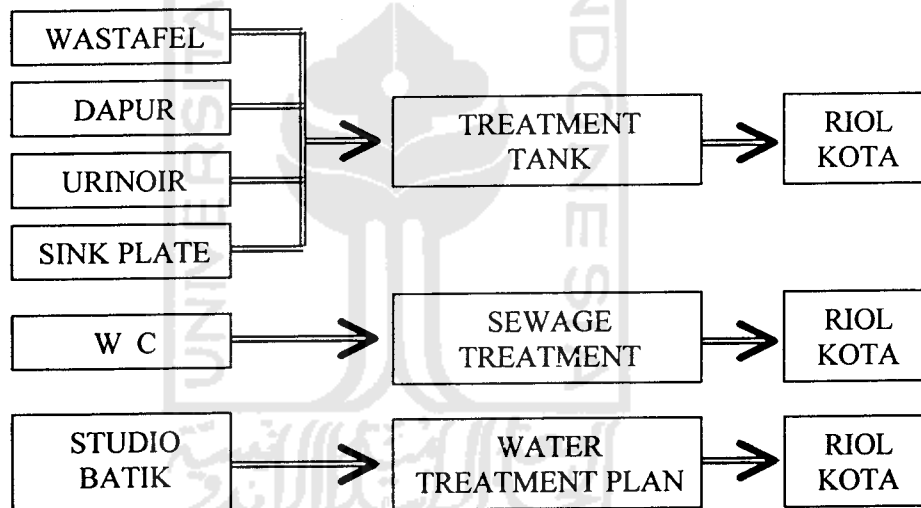 WASTAFEL
DAPUR
URINOIR
SINK PLATE
TREATMENT
TANK
RIOL
KOTA
W C
SEWAGE
TREATMENT
RIOL
KOTA
STUDIO
BATIK
WATER
TREATMENT PLAN
RIOL
KOTA